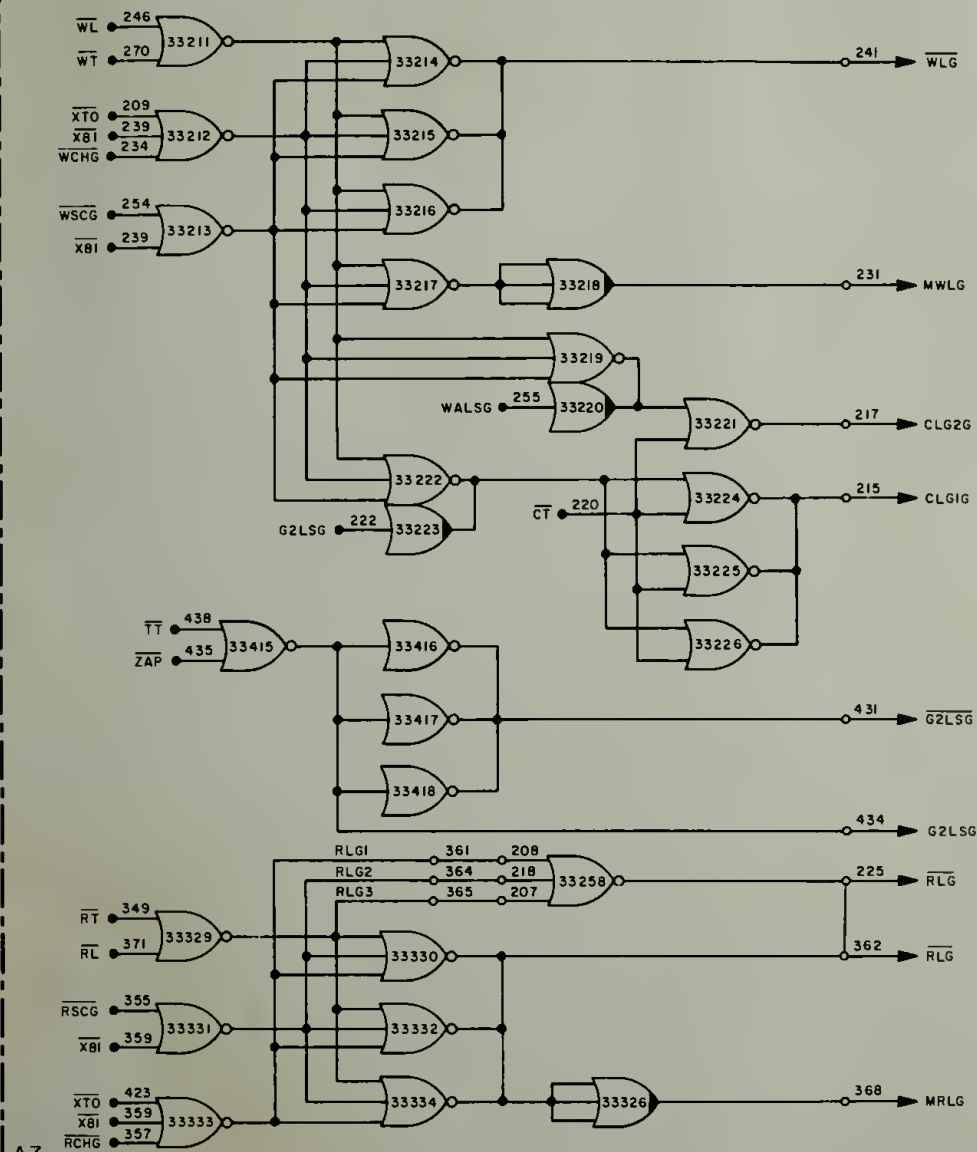 WL 246
WT 270
33211
33214
241 WLG
XTO 209
XB1 239
WCHG 234
33212
33215
WSCG 254
XB1 239
33213
33216
33217
33218
231 MWLG
33219
WALSG 255
33220
33221
217 CLG2G
33222
G2LSG 222
33223
CT 220
33224
215 CLG1G
33225
33226
TT 438
ZAP 435
33415
33416
33417
431 G2LSG
33418
434 G2LSG
RLG1 361 208
RLG2 364 218
RLG3 365 207
33258
225 RLG
RT 349
RL 371
33329
33330
362 RLG
RSCG 355
XB1 359
33331
33332
XTO 423
XB1 359
RCHG 357
33333
33334
33326
368 MRLG